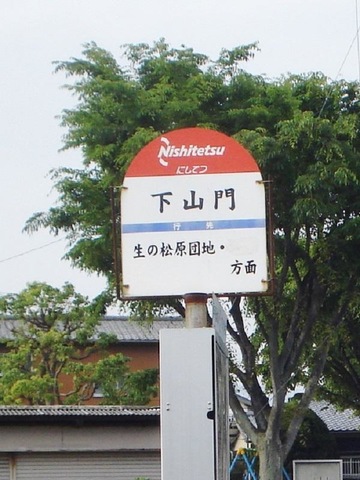 Nishitetsu
にしてつ
下山門
行先
生の松原団地・
方面